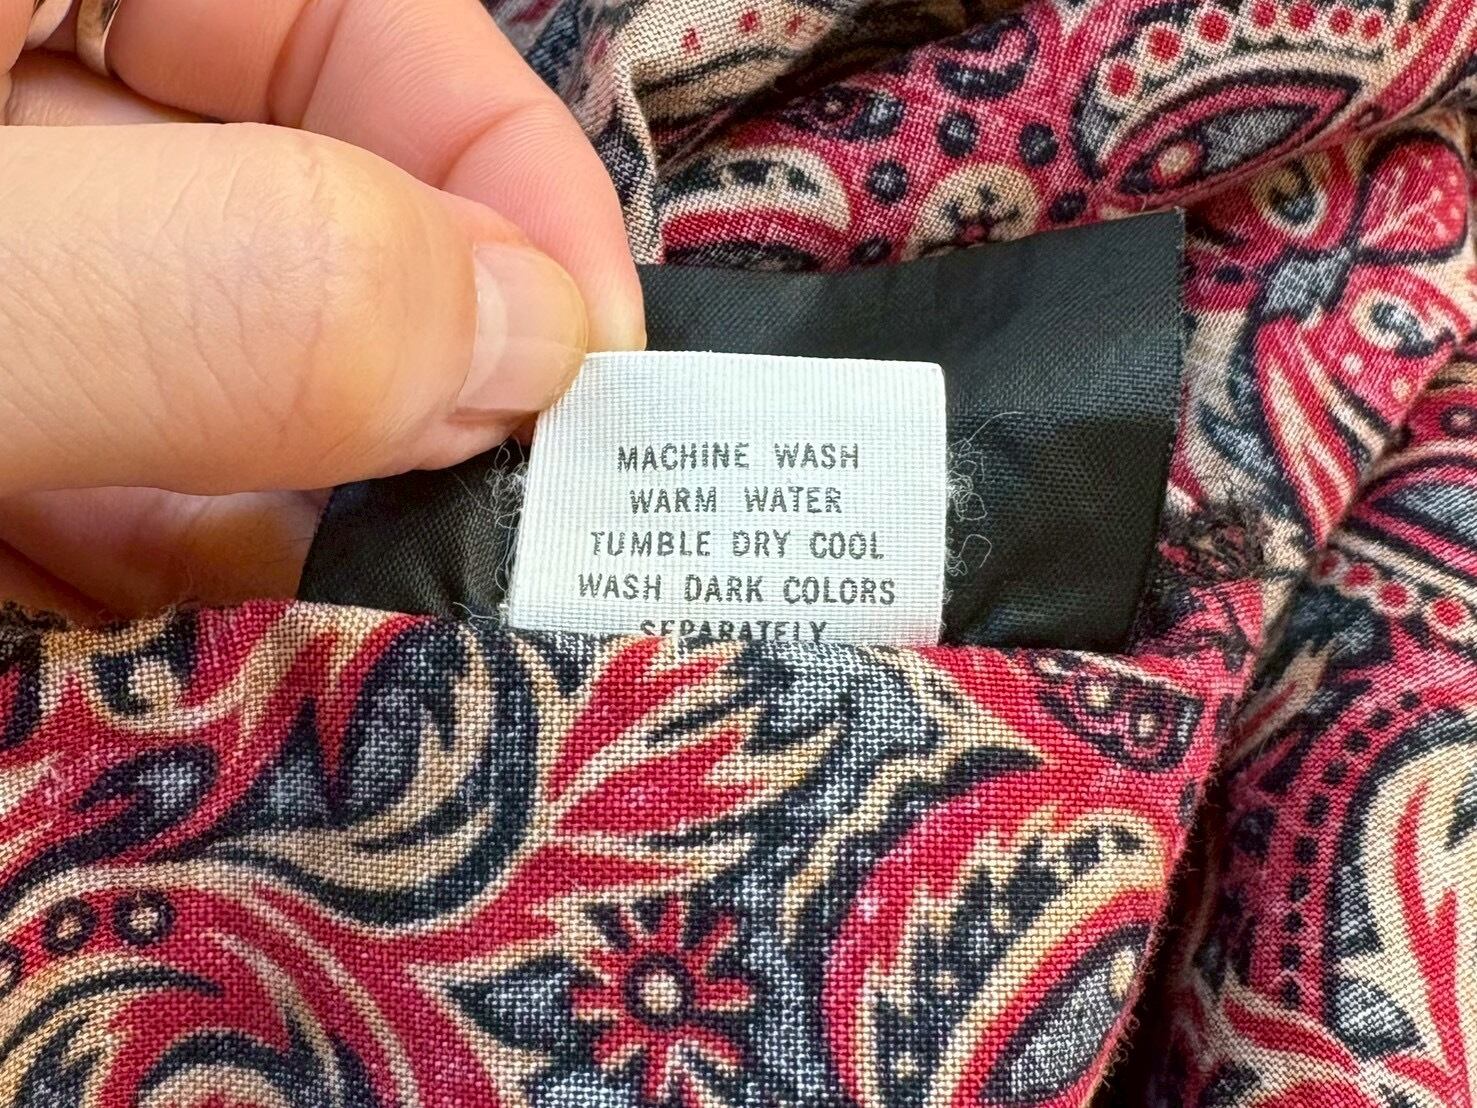 MACHINE WASH
WARM WATER
TUMBLE DRY COOL
WASH DARK COLORS
SEPARATELY